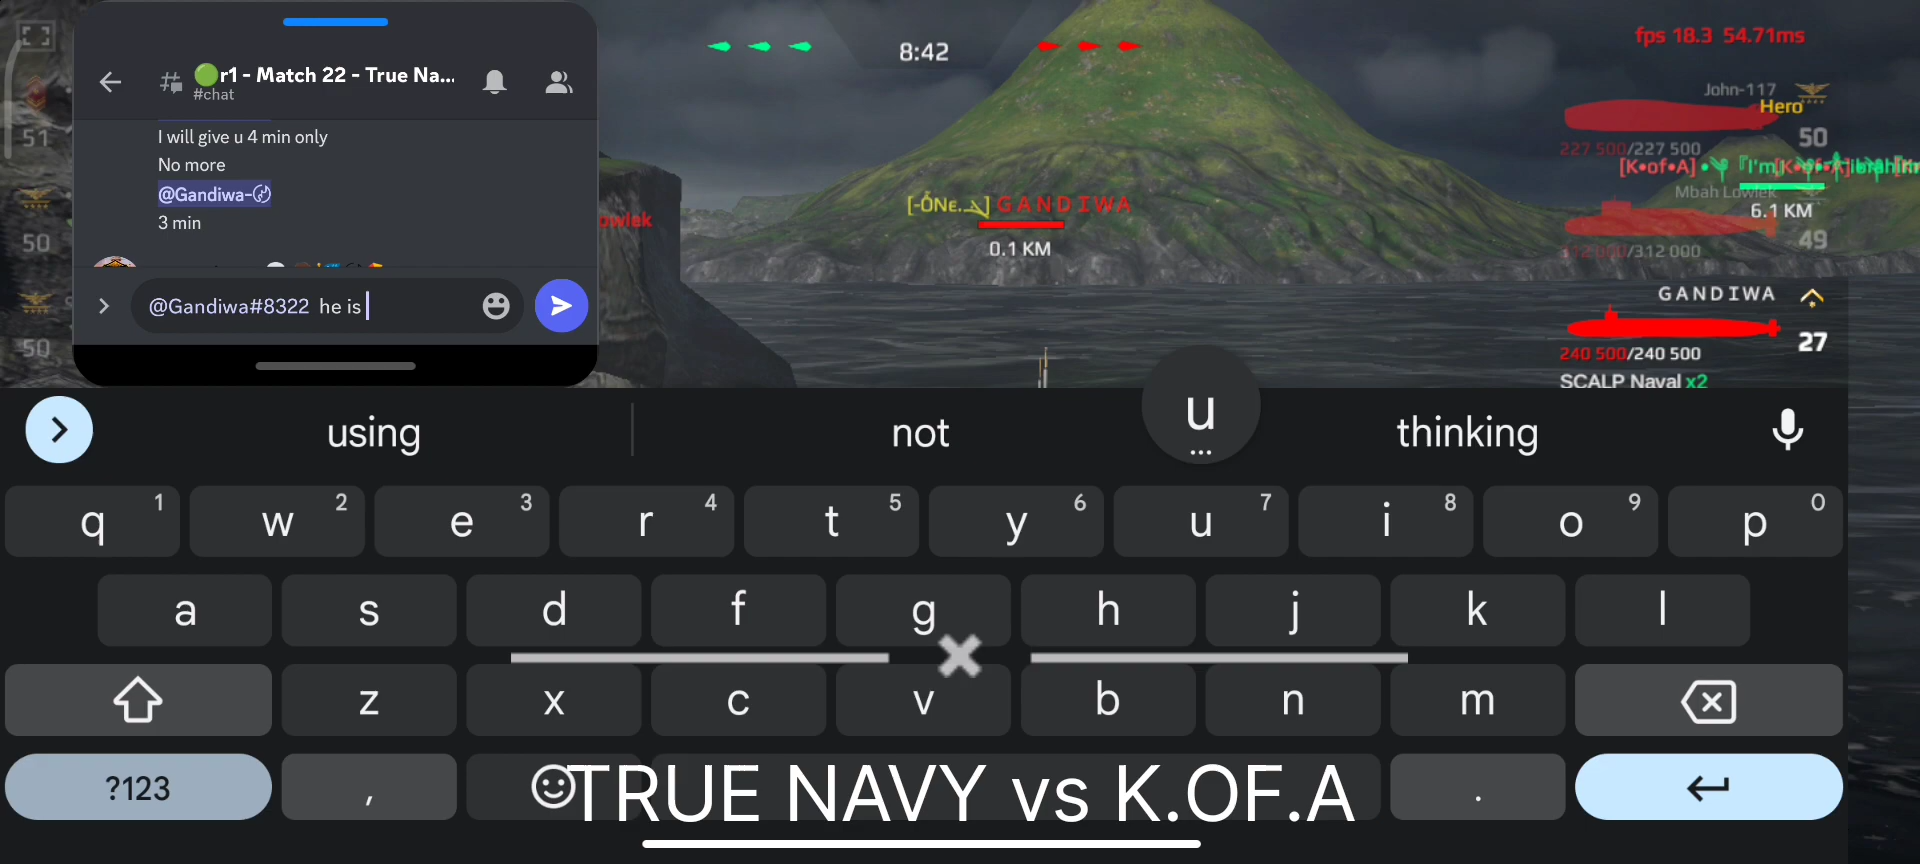 r1 - Match 22 - True Na...
#chat
I will give u 4 min only
No more
@Gandiwa-
3 min
@Gandiwa#8322 he is
51
50
50
8:42
GANDIWA
0.1 KM
fps 18.3 54.71ms
John-117
Hero
50
227 500/227 500
[K•of•A]
Mbah Lowlek
6.1 KM
49
312 000/312 000
GANDIWA
27
240 500/240 500
SCALP Naval x2
using
not
u
...
thinking
q 1 w 2 e 3 r 4 t 5 y 6 u 7 i 8 o 9 p 0
a s d f g h j k l
z x c v b n m
?123 , .
TRUE NAVY vs K.OF.A